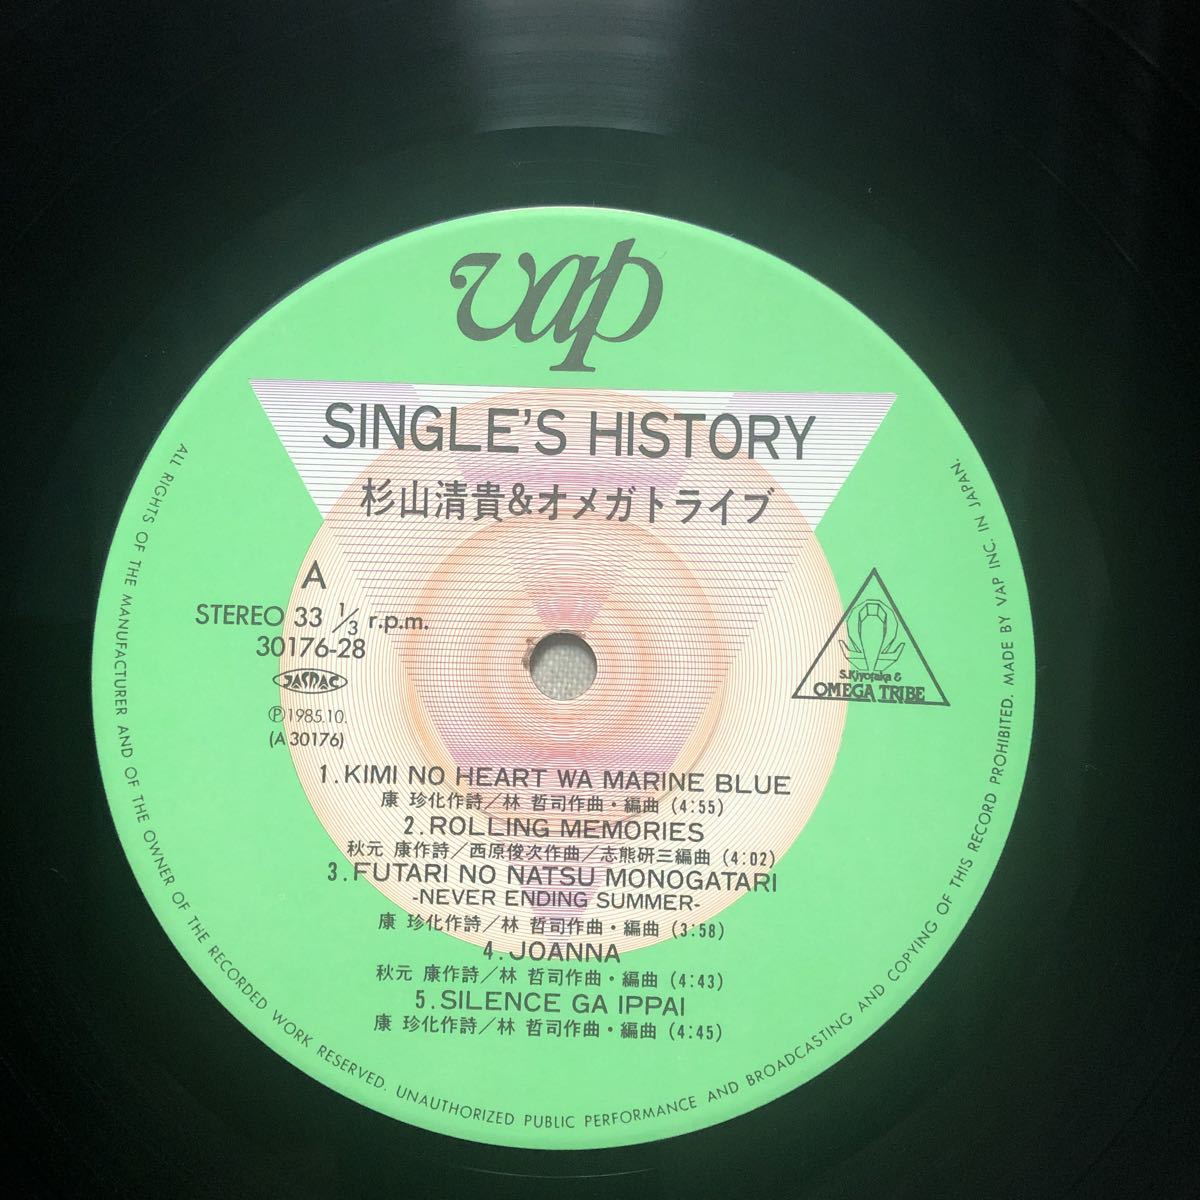 vap
SINGLE'S HISTORY
杉山清貴&オメガトライブ
A
STEREO 33 1/3 r.p.m.
30176-28
JASRAC
Ⓟ1985.10.
(A 30176)
S.Kiyotaka &
OMEGA TRIBE
1.KIMI NO HEART WA MARINE BLUE
康 珍化作詩/林 哲司作曲・編曲 (4:55)
2.ROLLING MEMORIES
秋元 康作詩/西原俊次作曲/志熊研三編曲 (4:02)
3.FUTARI NO NATSU MONOGATARI
-NEVER ENDING SUMMER-
康 珍化作詩/林 哲司作曲・編曲 (3:58)
4.JOANNA
秋元 康作詩/林 哲司作曲・編曲 (4:43)
5.SILENCE GA IPPAI
康 珍化作詩/林 哲司作曲・編曲 (4:45)
ALL RIGHTS OF THE MANUFACTURER AND OF THE OWNER OF THE RECORDED WORK RESERVED. UNAUTHORIZED PUBLIC PERFORMANCE AND BROADCASTING AND COPYING OF THIS RECORD PROHIBITED. MADE BY VAP INC. IN JAPAN.